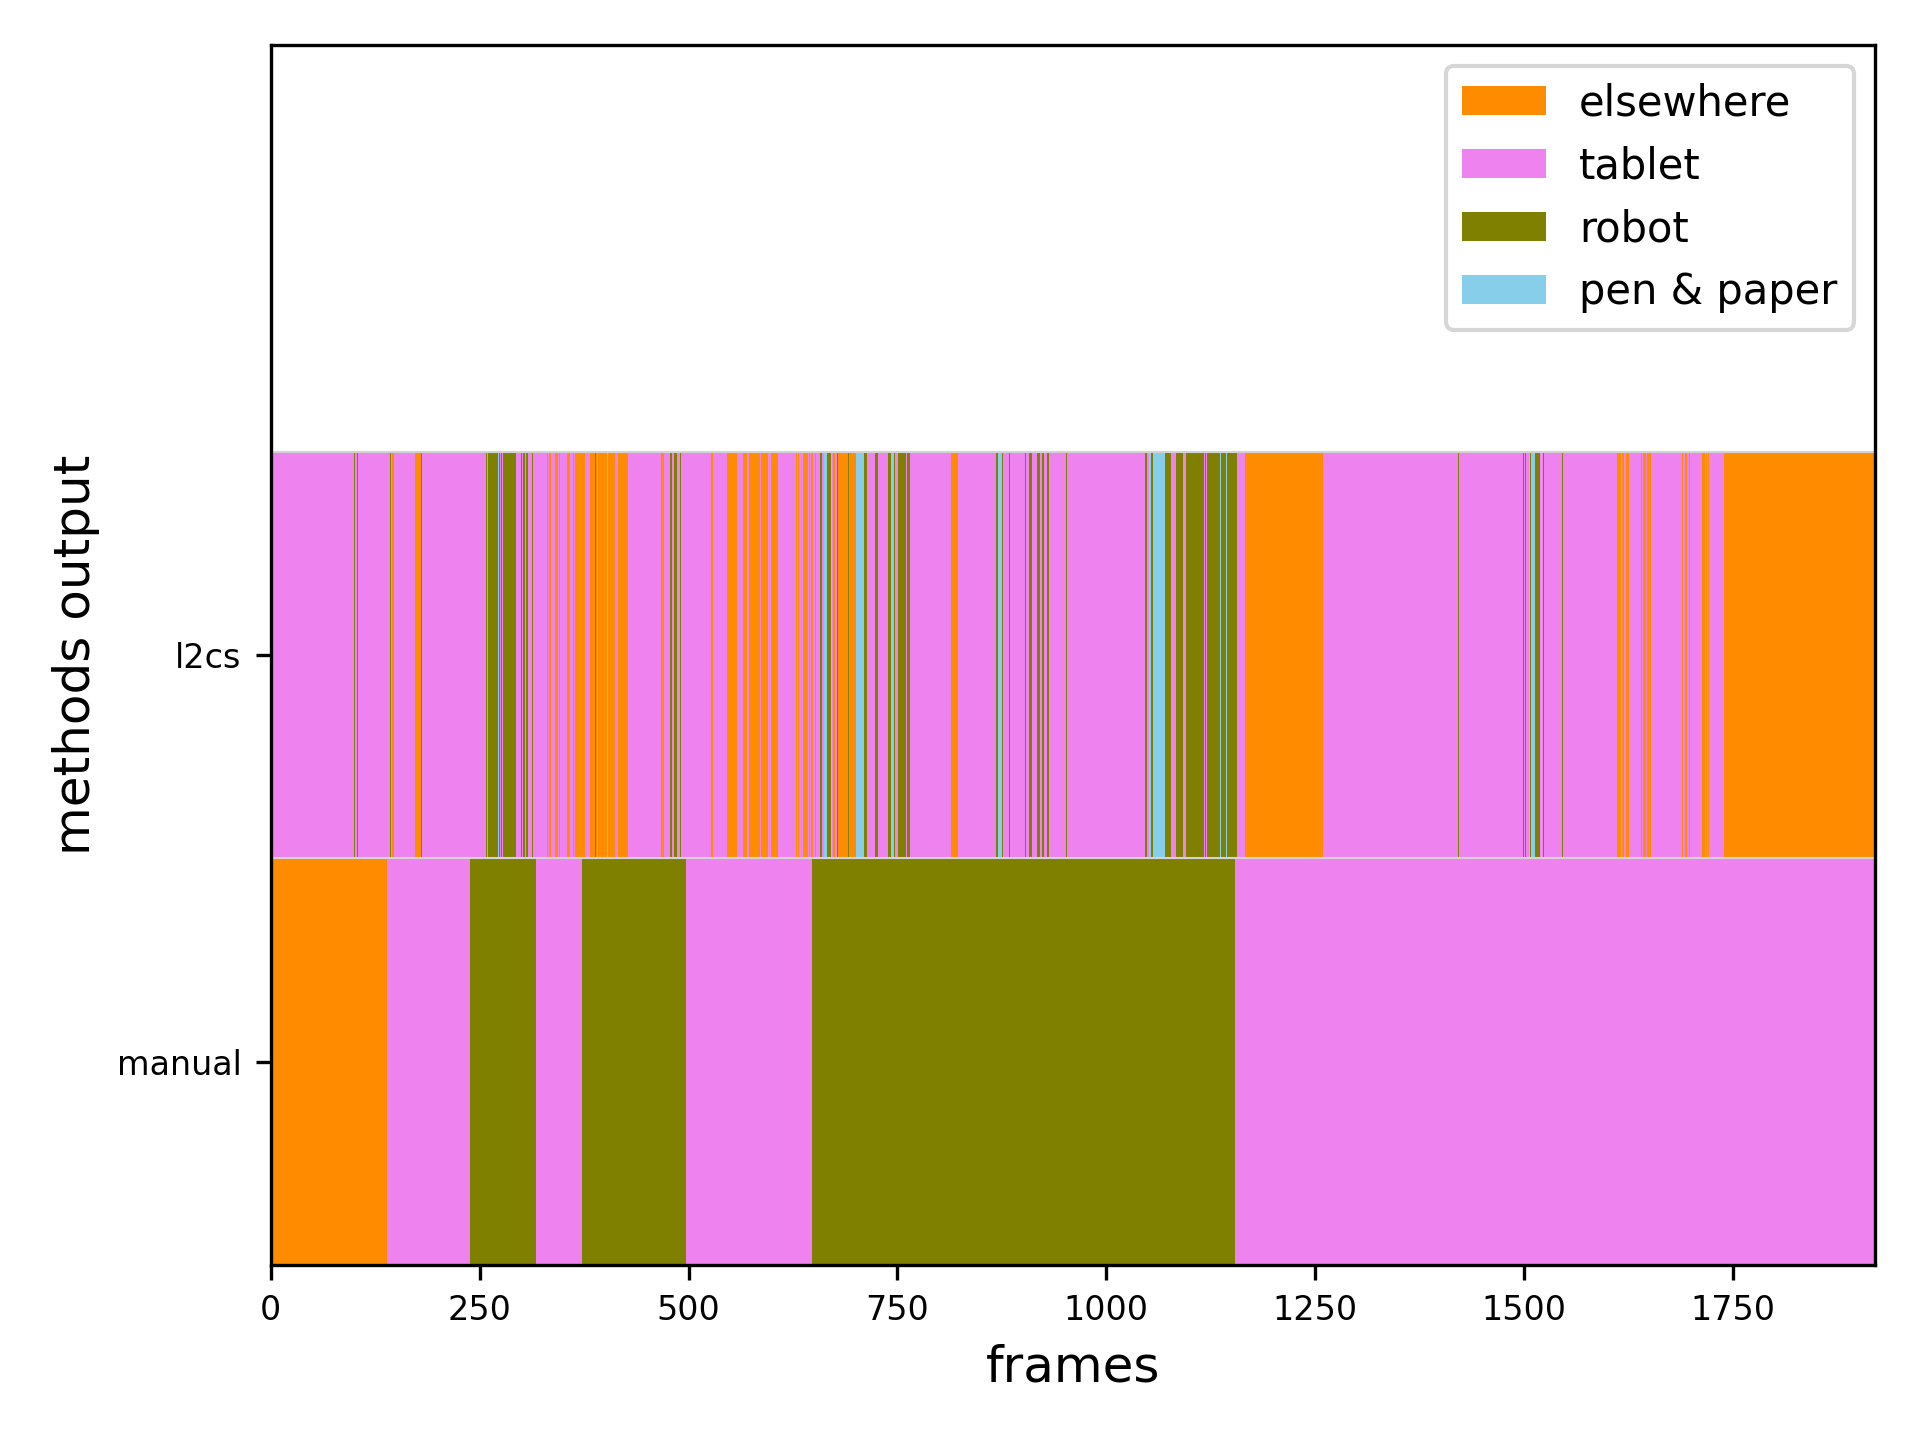 elsewhere
tablet
robot
pen & paper
methods output
l2cs
manual
0 250 500 750 1000 1250 1500 1750
frames